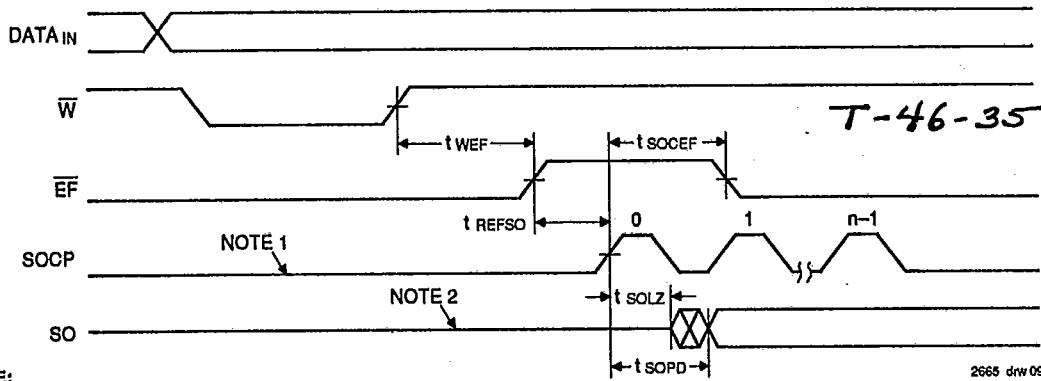 DATA IN
W
T-46-35
t WEF
t SOCEF
EF
t REFSO
0 1 n-1
NOTE 1
SOCP
NOTE 2
t SOLZ
SO
t SOPD
2665 drw 09